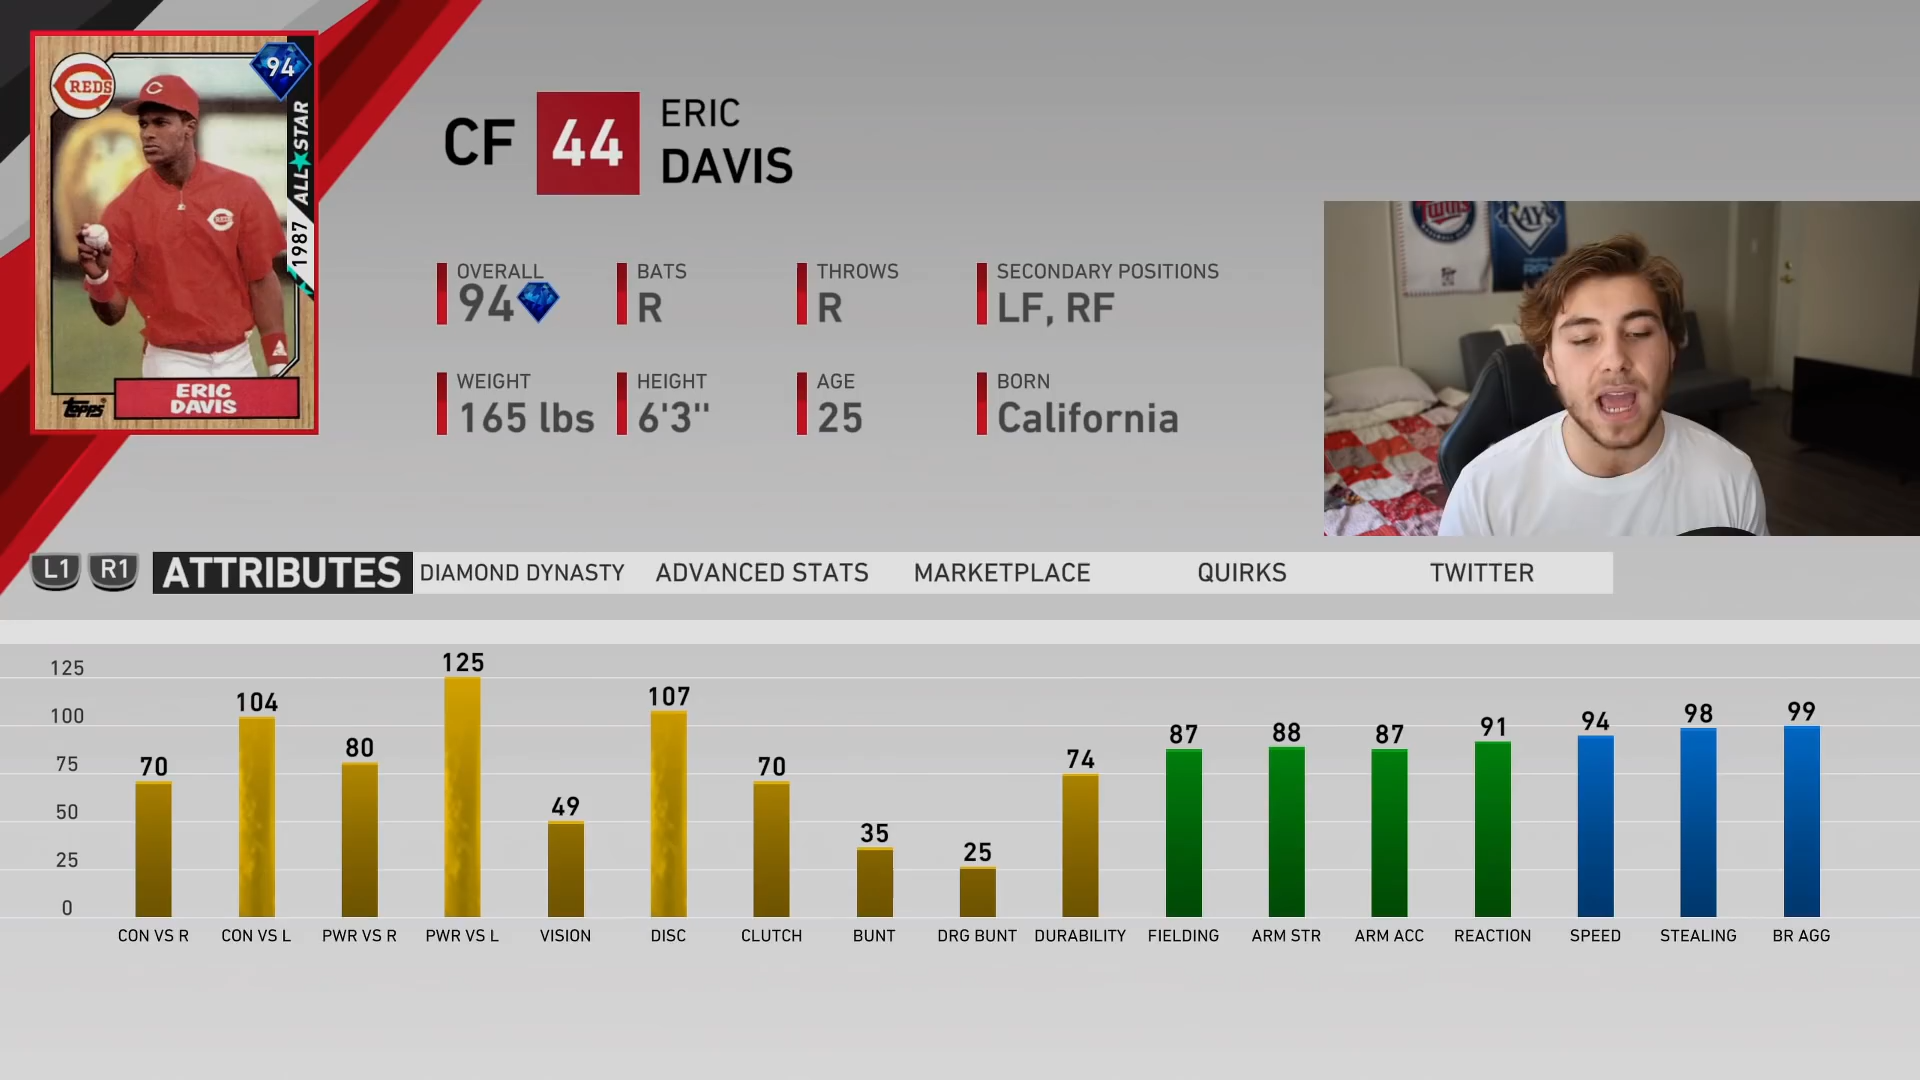 REDS
94
ALL★STAR
1987
C
REDS
ERIC
DAVIS
Topps
CF 44 ERIC
DAVIS
OVERALL
94
BATS
R
THROWS
R
SECONDARY POSITIONS
LF, RF
WEIGHT
165 lbs
HEIGHT
6'3"
AGE
25
BORN
California
Twins
RAYS
L1 R1 ATTRIBUTES DIAMOND DYNASTY ADVANCED STATS MARKETPLACE QUIRKS TWITTER
125
100
75
50
25
0
70 104 80 125 49 107 70 35 25 74 87 88 87 91 94 98 99
CON VS R CON VS L PWR VS R PWR VS L VISION DISC CLUTCH BUNT DRG BUNT DURABILITY FIELDING ARM STR ARM ACC REACTION SPEED STEALING BR AGG